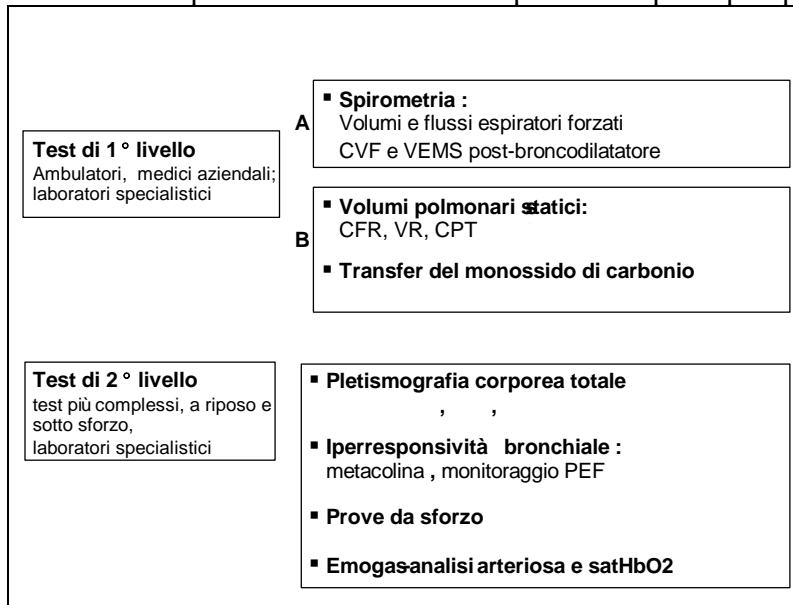 Test di 1° livello
Ambulatori, medici aziendali;
laboratori specialistici
A
▪ Spirometria :
Volumi e flussi espiratori forzati
CVF e VEMS post-broncodilatatore
B
▪ Volumi polmonari statici:
CFR, VR, CPT
▪ Transfer del monossido di carbonio
Test di 2° livello
test più complessi, a riposo e
sotto sforzo,
laboratori specialistici
▪ Pletismografia corporea totale
, ,
▪ Iperresponsività bronchiale :
metacolina , monitoraggio PEF
▪ Prove da sforzo
▪ Emogas-analisi arteriosa e satHbO2